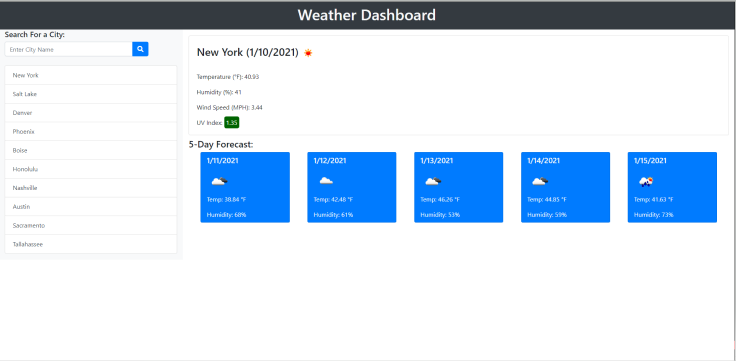 Weather Dashboard
Search For a City:
Enter City Name
New York
Salt Lake
Denver
Phoenix
Boise
Honolulu
Nashville
Austin
Sacramento
Tallahassee
New York (1/10/2021)
Temperature (°F): 40.93
Humidity (%): 41
Wind Speed (MPH): 3.44
UV Index: 1.35
5-Day Forecast:
1/11/2021
Temp: 38.84 °F
Humidity: 68%
1/12/2021
Temp: 42.48 °F
Humidity: 61%
1/13/2021
Temp: 46.26 °F
Humidity: 53%
1/14/2021
Temp: 44.85 °F
Humidity: 59%
1/15/2021
Temp: 41.63 °F
Humidity: 73%